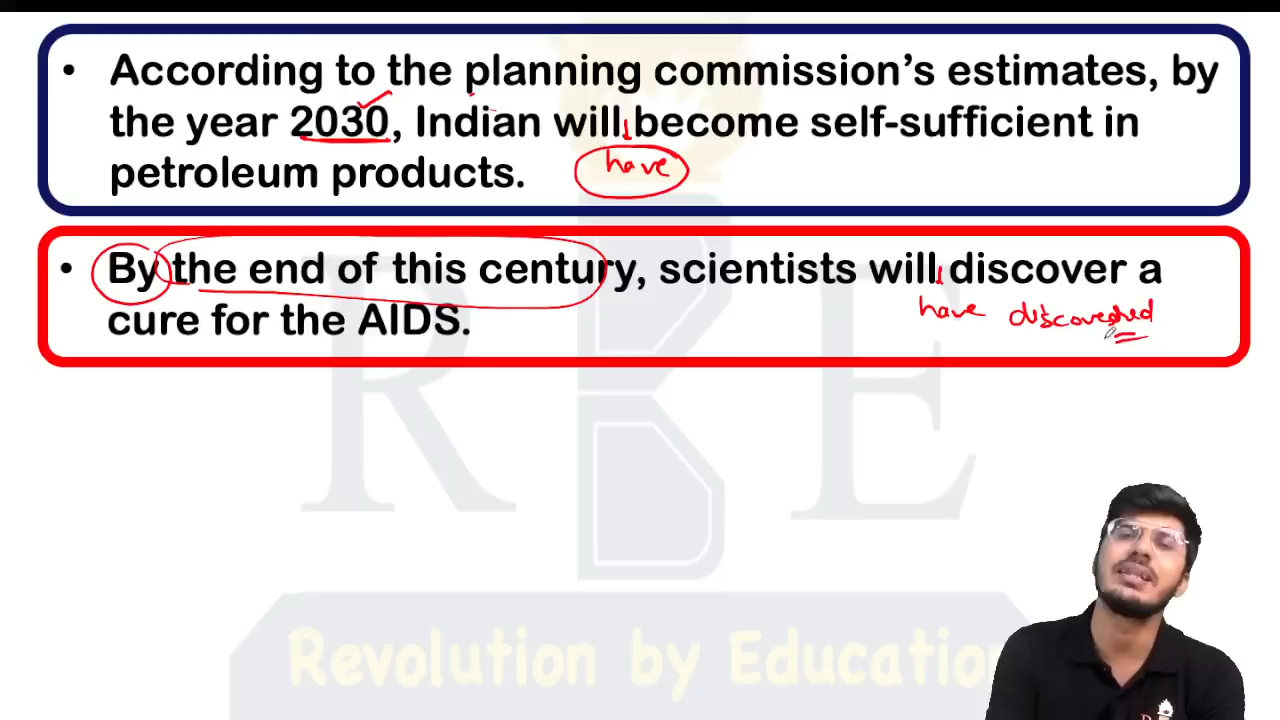 • According to the planning commission's estimates, by
the year 2030, Indian will become self-sufficient in
petroleum products.
have
• By the end of this century, scientists will discover a
have discovered
cure for the AIDS.
R B E
Revolution by Education